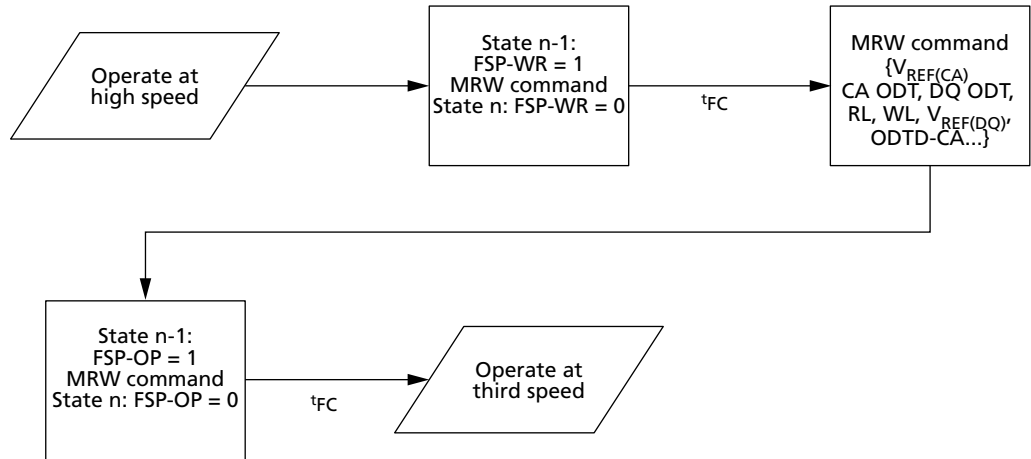 Operate at
high speed
State n-1:
FSP-WR = 1
MRW command
State n: FSP-WR = 0
tFC
MRW command
{VREF(CA)
CA ODT, DQ ODT,
RL, WL, VREF(DQ),
ODTD-CA...}
State n-1:
FSP-OP = 1
MRW command
State n: FSP-OP = 0
tFC
Operate at
third speed